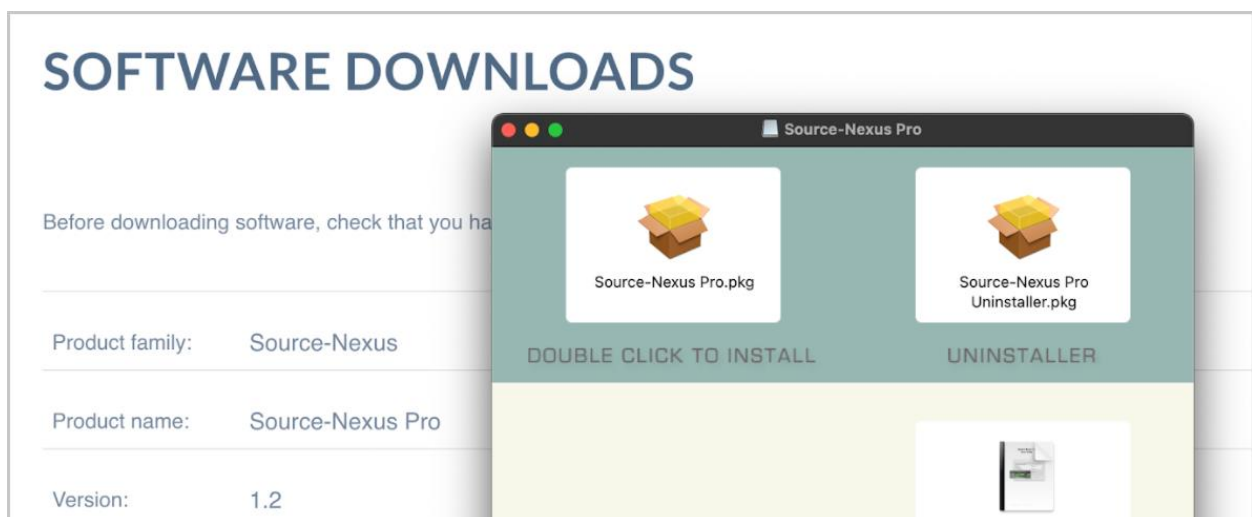 SOFTWARE DOWNLOADS
Source-Nexus Pro
Before downloading software, check that you ha
Source-Nexus Pro.pkg
Source-Nexus Pro
Uninstaller.pkg
DOUBLE CLICK TO INSTALL
UNINSTALLER
Product family: Source-Nexus
Product name: Source-Nexus Pro
Version: 1.2